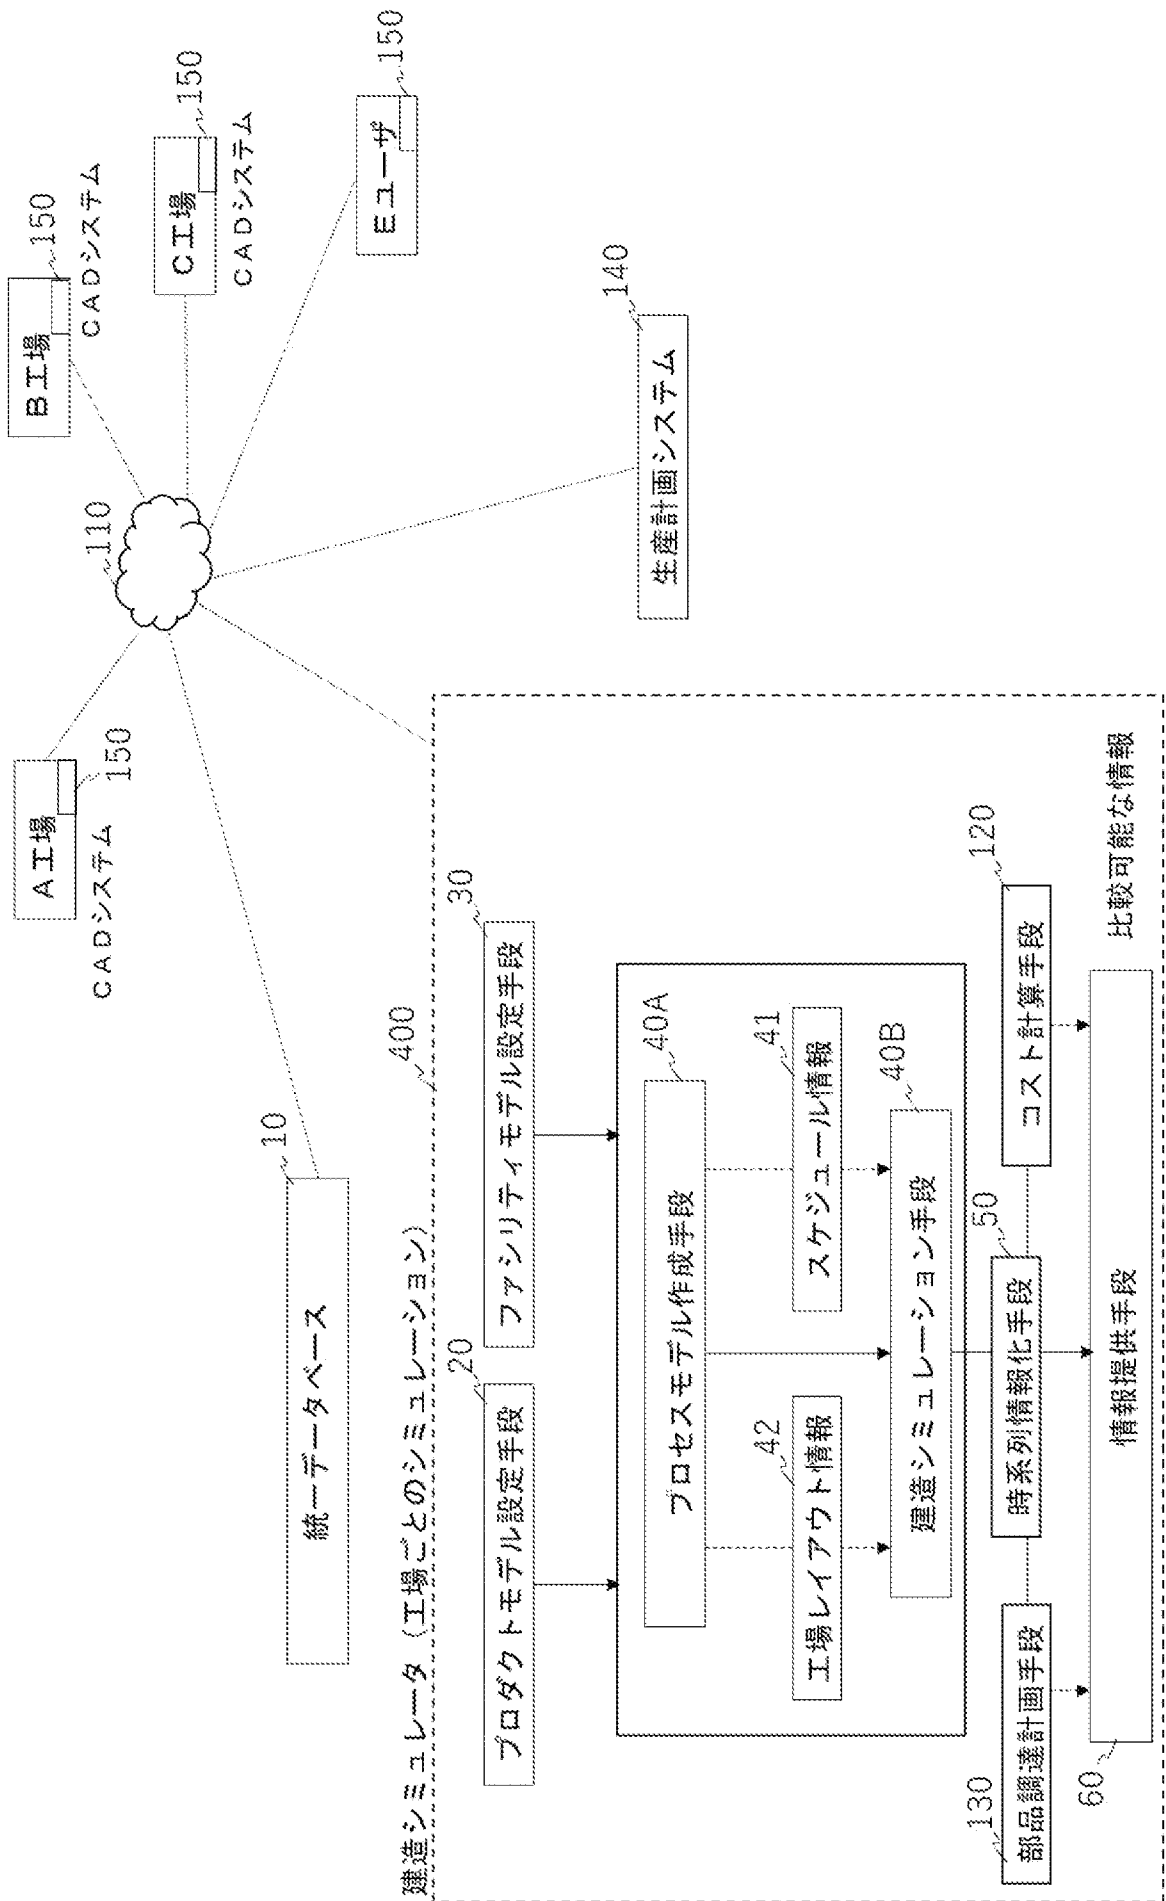 A工場
150
CADシステム
110
B工場
150
CADシステム
C工場
150
CADシステム
Eユーザ
150
統一データベース
10
生産計画システム
140
建造シミュレータ（工場ごとのシミュレーション）
400
プロダクトモデル設定手段
20
ファシリティモデル設定手段
30
プロセスモデル作成手段
40A
工場レイアウト情報
42
スケジュール情報
41
建造シミュレーション手段
40B
部品調達計画手段
130
時系列情報化手段
50
コスト計算手段
120
情報提供手段
60
比較可能な情報